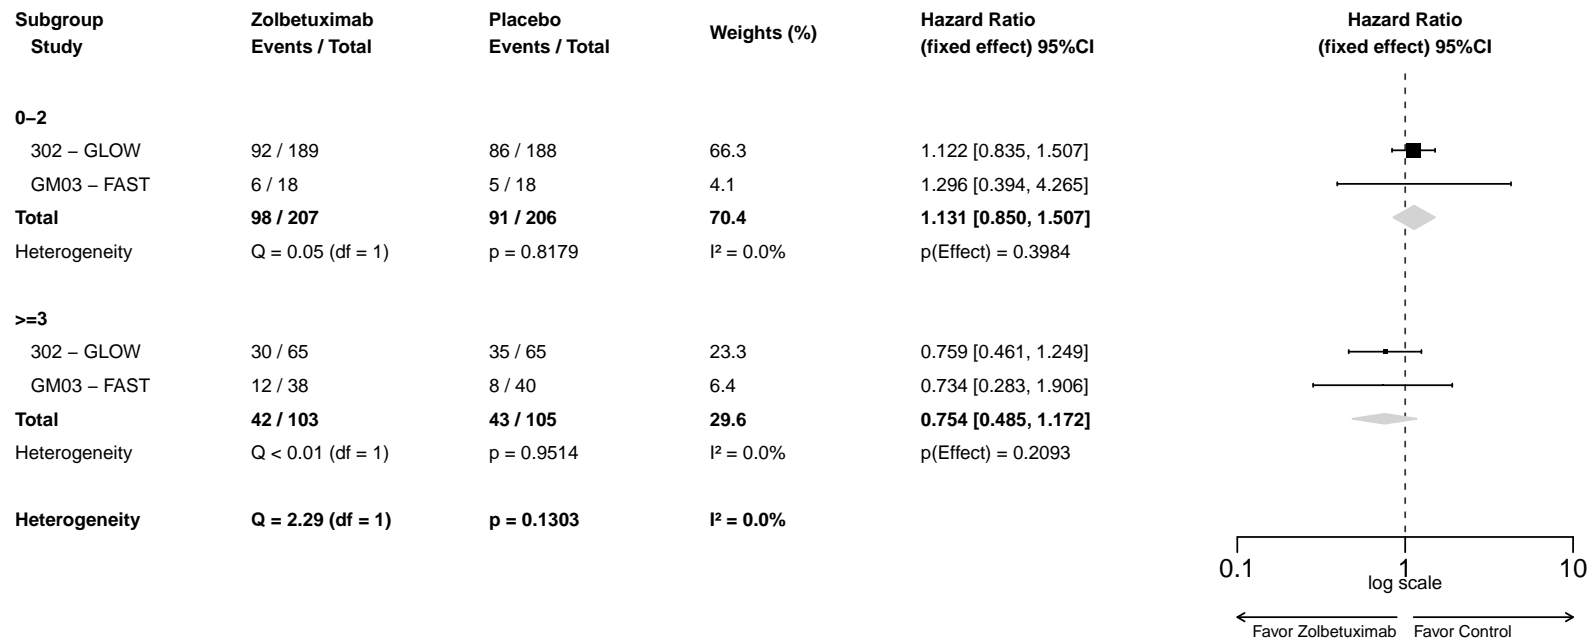 Subgroup Zolbetuximab Placebo Weights (%) Hazard Ratio Hazard Ratio
Study Events / Total Events / Total (fixed effect) 95%CI (fixed effect) 95%CI
0−2
302 − GLOW 92 / 189 86 / 188 66.3 1.122 [0.835, 1.507]
GM03 − FAST 6 / 18 5 / 18 4.1 1.296 [0.394, 4.265]
Total 98 / 207 91 / 206 70.4 1.131 [0.850, 1.507]
Heterogeneity Q = 0.05 (df = 1) p = 0.8179 I² = 0.0% p(Effect) = 0.3984
>=3
302 − GLOW 30 / 65 35 / 65 23.3 0.759 [0.461, 1.249]
GM03 − FAST 12 / 38 8 / 40 6.4 0.734 [0.283, 1.906]
Total 42 / 103 43 / 105 29.6 0.754 [0.485, 1.172]
Heterogeneity Q < 0.01 (df = 1) p = 0.9514 I² = 0.0% p(Effect) = 0.2093
Heterogeneity Q = 2.29 (df = 1) p = 0.1303 I² = 0.0%
0.1 1 10
log scale
Favor Zolbetuximab Favor Control